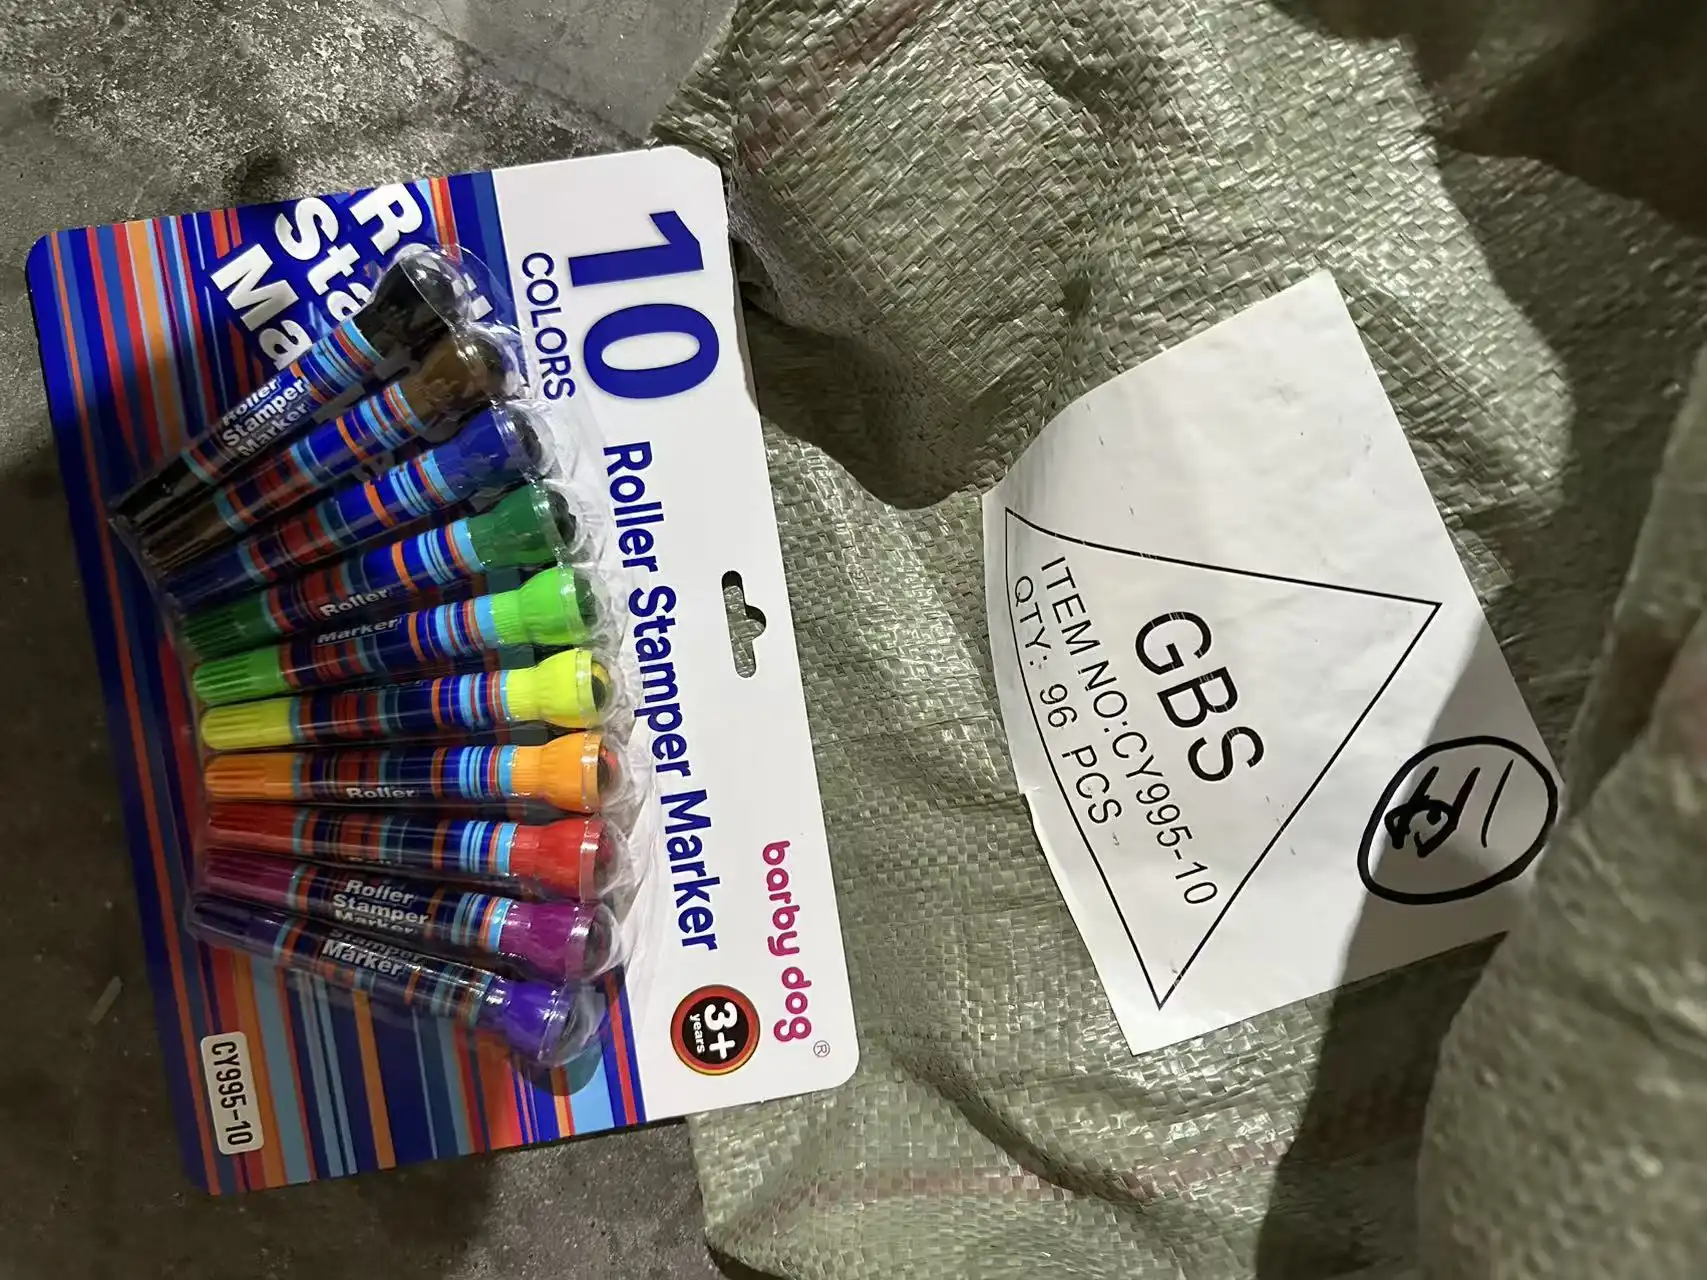 10
COLORS
Roller Stamper Marker
barby dog®
3+
years
Roller
Stamper
Marker
Roller
Marker
Roller
Roller
Stamper
Marker
Stamper
Marker
CY995-10
GBS
ITEM NO:CY995-10
QTY: 96 PCS